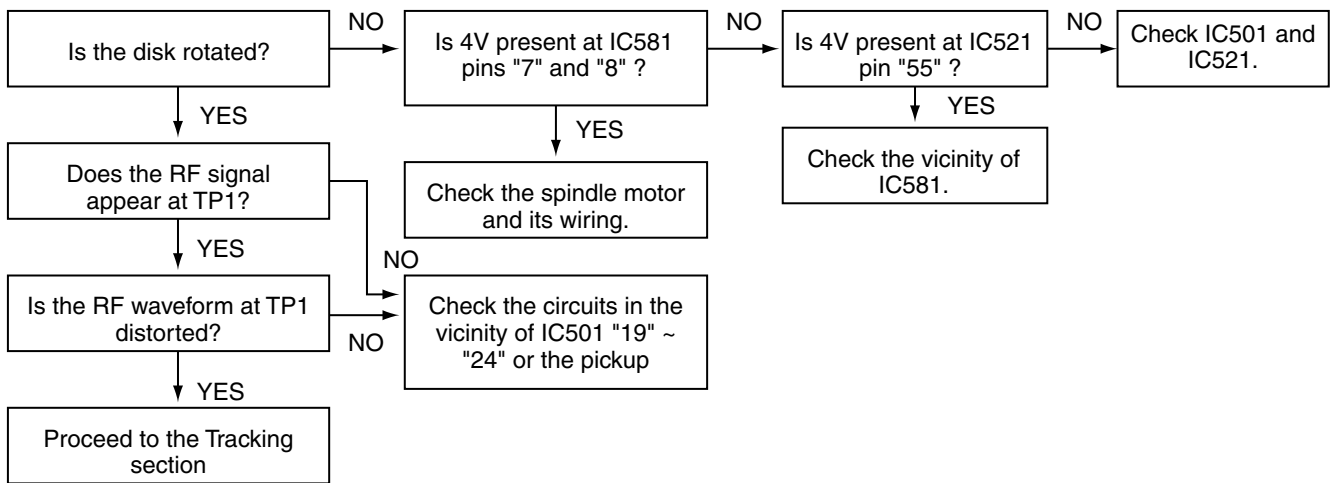 Is the disk rotated?
NO
Is 4V present at IC581
pins "7" and "8" ?
NO
Is 4V present at IC521
pin "55" ?
NO
Check IC501 and
IC521.
YES
YES
YES
Does the RF signal
appear at TP1?
Check the spindle motor
and its wiring.
Check the vicinity of
IC581.
YES
NO
Is the RF waveform at TP1
distorted?
NO
Check the circuits in the
vicinity of IC501 "19" ~
"24" or the pickup
YES
Proceed to the Tracking
section